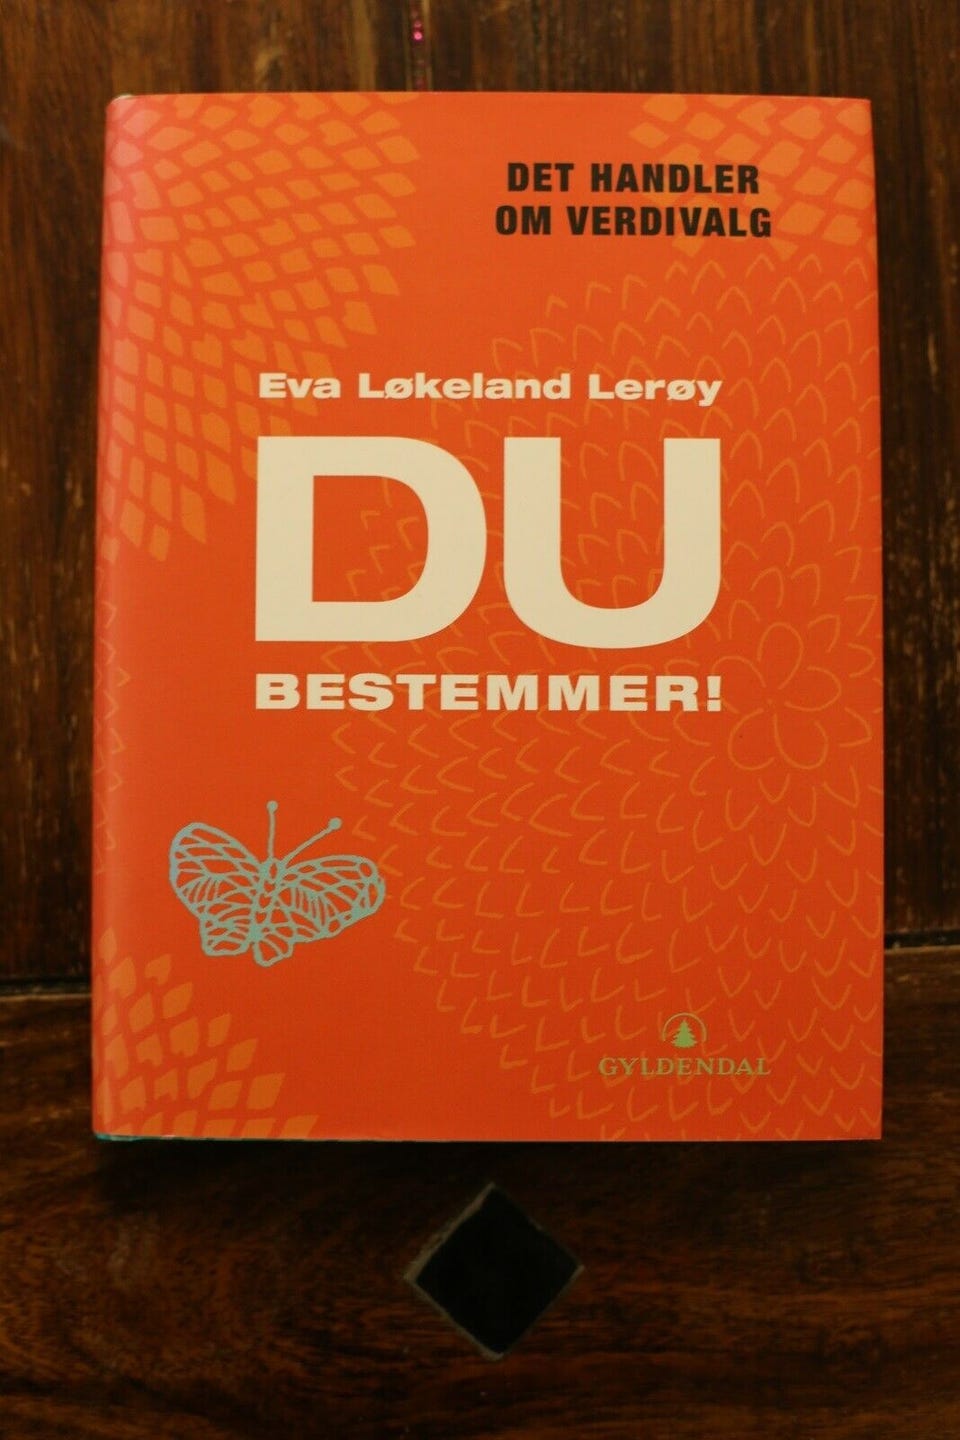 DET HANDLER
OM VERDIVALG
Eva Løkeland Lerøy
DU
BESTEMMER!
GYLDENDAL